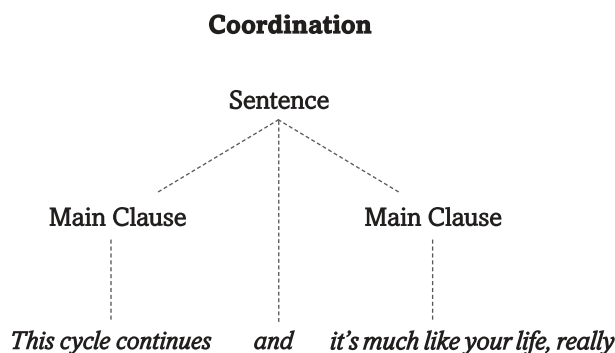 Coordination
Sentence
Main Clause Main Clause
This cycle continues and it's much like your life, really